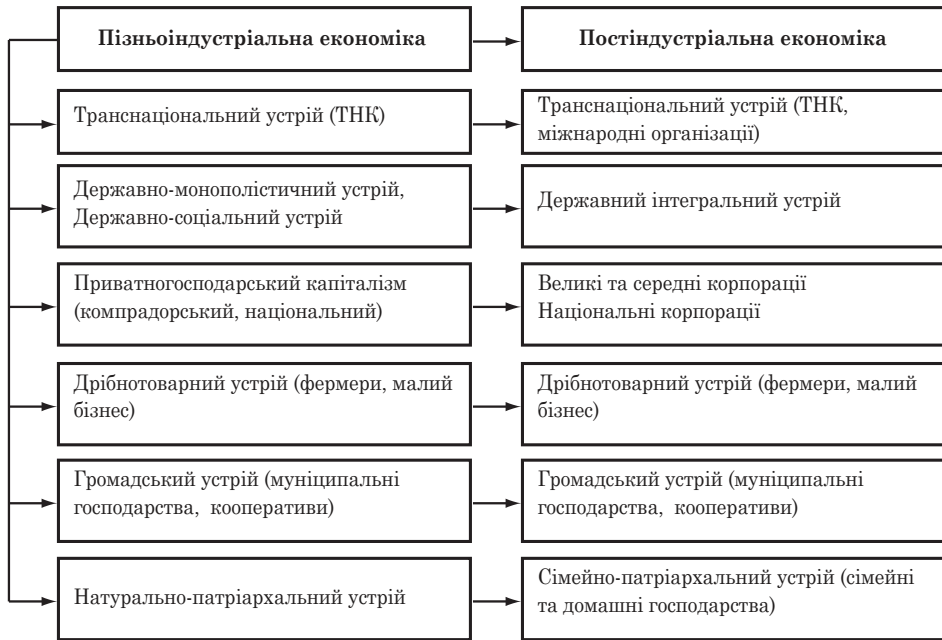 Пізньоіндустріальна економіка
Постіндустріальна економіка
Транснаціональний устрій (ТНК)
Транснаціональний устрій (ТНК,
міжнародні організації)
Державно-монополістичний устрій,
Державно-соціальний устрій
Державний інтегральний устрій
Приватногосподарський капіталізм
(компрадорський, національний)
Великі та середні корпорації
Національні корпорації
Дрібнотоварний устрій (фермери, малий
бізнес)
Дрібнотоварний устрій (фермери, малий
бізнес)
Громадський устрій (муніципальні
господарства, кооперативи)
Громадський устрій (муніципальні
господарства, кооперативи)
Натурально-патріархальний устрій
Сімейно-патріархальний устрій (сімейні
та домашні господарства)